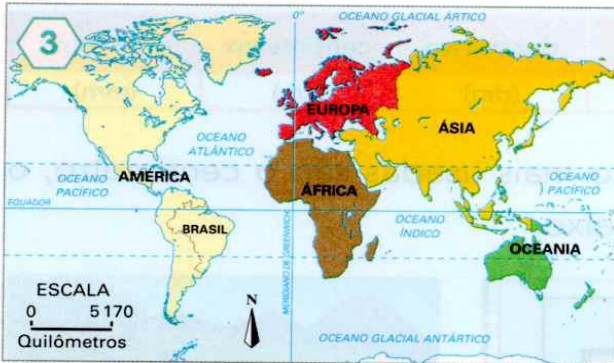 3
0°
OCEANO GLACIAL ÁRTICO
EUROPA
ÁSIA
OCEANO
ATLÂNTICO
AMÉRICA
OCEANO
PACÍFICO
ÁFRICA
OCEANO
PACÍFICO
EQUADOR
BRASIL
OCEANO
ÍNDICO
OCEANIA
MERIDIANO DE GREENWICH
ESCALA
0 5 170
Quilômetros
N
OCEANO GLACIAL ANTÁRTICO